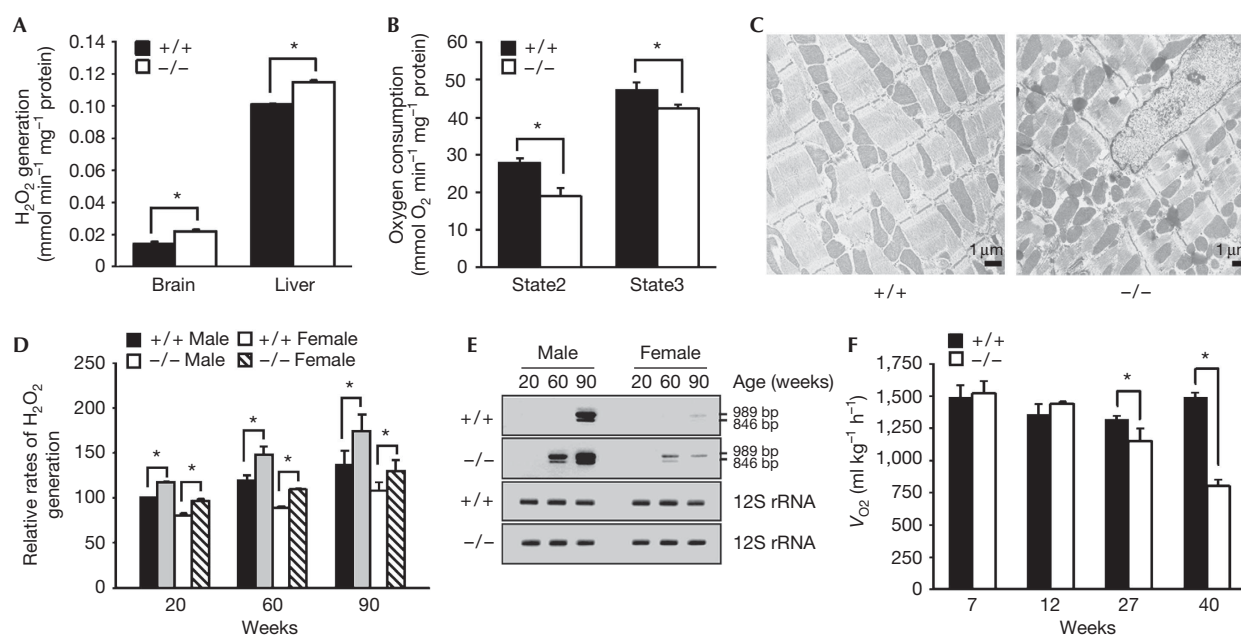 A
H2O2 generation
(mmol min−1 mg−1 protein)
0.14
0.12
0.10
0.08
0.06
0.04
0.02
0
+/+
−/−
*
*
Brain
Liver
B
Oxygen consumption
(mmol O2 min−1 mg−1 protein)
60
50
40
30
20
10
0
+/+
−/−
*
*
State2
State3
C
1 µm
1 µm
+/+
−/−
D
+/+ Male
+/+ Female
−/− Male
−/− Female
Relative rates of H2O2
generation
250
200
150
100
50
0
*
*
*
*
*
*
20
60
90
Weeks
E
Male
Female
20 60 90
20 60 90
Age (weeks)
+/+
989 bp
846 bp
−/−
989 bp
846 bp
+/+
12S rRNA
−/−
12S rRNA
F
+/+
−/−
VO2 (ml kg−1 h−1)
1,750
1,500
1,250
1,000
750
500
250
0
*
*
7
12
27
40
Weeks